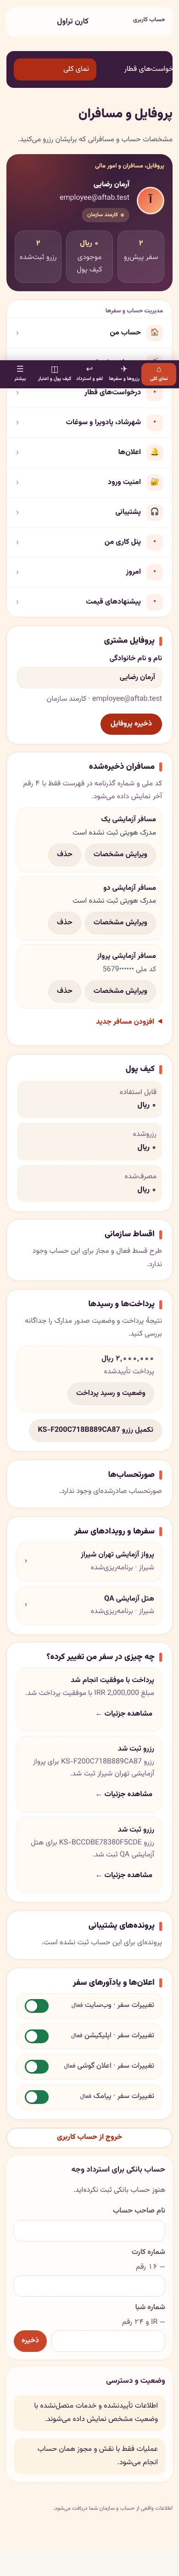 حساب کاربری
کارن تراول
خواست‌های قطار
نمای کلی
پروفایل و مسافران
مشخصات حساب و مسافرانی که برایشان رزرو می‌کنید.
پروفایل، مسافران و امور مالی
آ
آرمان رضایی
employee@aftab.test
کارمند سازمان
۲
سفر پیش‌رو
۰ ریال
موجودی کیف پول
۲
رزرو ثبت‌شده
مدیریت حساب و سفرها
حساب من
نمای کلی
رزروها و سفرها
لغو و استرداد
کیف پول و اعتبار
بیشتر
درخواست‌های قطار
شهرشاد، پادویرا و سوغات
اعلان‌ها
امنیت ورود
پشتیبانی
پنل کاری من
امروز
پیشنهادهای قیمت
پروفایل مشتری
نام و نام خانوادگی
آرمان رضایی
employee@aftab.test · کارمند سازمان
ذخیره پروفایل
مسافران ذخیره‌شده
کد ملی و شماره گذرنامه در فهرست فقط با ۴ رقم
آخر نمایش داده می‌شود.
مسافر آزمایشی یک
مدرک هویتی ثبت نشده است
ویرایش مشخصات
حذف
مسافر آزمایشی دو
مدرک هویتی ثبت نشده است
ویرایش مشخصات
حذف
مسافر آزمایشی پرواز
کد ملی ••••••5679
ویرایش مشخصات
حذف
افزودن مسافر جدید
کیف پول
قابل استفاده
۰ ریال
رزروشده
۰ ریال
مصرف‌شده
۰ ریال
اقساط سازمانی
طرح قسط فعال و مجاز برای این حساب وجود
ندارد.
پرداخت‌ها و رسیدها
نتیجهٔ پرداخت و وضعیت صدور مدارک را جداگانه
بررسی کنید.
۲٬۰۰۰٬۰۰۰ ریال
پرداخت تأییدشده
وضعیت و رسید پرداخت
تکمیل رزرو KS-F200C718B889CA87
صورتحساب‌ها
صورتحساب صادرشده‌ای وجود ندارد.
سفرها و رویدادهای سفر
پرواز آزمایشی تهران شیراز
شیراز · برنامه‌ریزی‌شده
هتل آزمایشی QA
شیراز · برنامه‌ریزی‌شده
چه چیزی در سفر من تغییر کرده؟
پرداخت با موفقیت انجام شد
مبلغ 2,000,000 IRR با موفقیت پرداخت شد.
مشاهده جزئیات ←
رزرو ثبت شد
رزرو KS-F200C718B889CA87 برای پرواز
آزمایشی تهران شیراز ثبت شد.
مشاهده جزئیات ←
رزرو ثبت شد
رزرو KS-BCCDBE78380F5CDE برای هتل
آزمایشی QA ثبت شد.
مشاهده جزئیات ←
پرونده‌های پشتیبانی
پرونده‌ای برای این حساب ثبت نشده است.
اعلان‌ها و یادآورهای سفر
تغییرات سفر · وب‌سایت فعال
تغییرات سفر · اپلیکیشن فعال
تغییرات سفر · اعلان گوشی فعال
تغییرات سفر · پیامک فعال
خروج از حساب کاربری
حساب بانکی برای استرداد وجه
هنوز حساب بانکی ثبت نکرده‌اید.
نام صاحب حساب
شماره کارت
— ۱۶ رقم
شماره شبا
— IR و ۲۴ رقم
ذخیره
وضعیت و دسترسی
اطلاعات تأییدنشده و خدمات متصل‌نشده با
وضعیت مشخص نمایش داده می‌شوند.
عملیات فقط با نقش و مجوز همان حساب
انجام می‌شود.
اطلاعات واقعی از حساب و سازمان شما دریافت می‌شود.